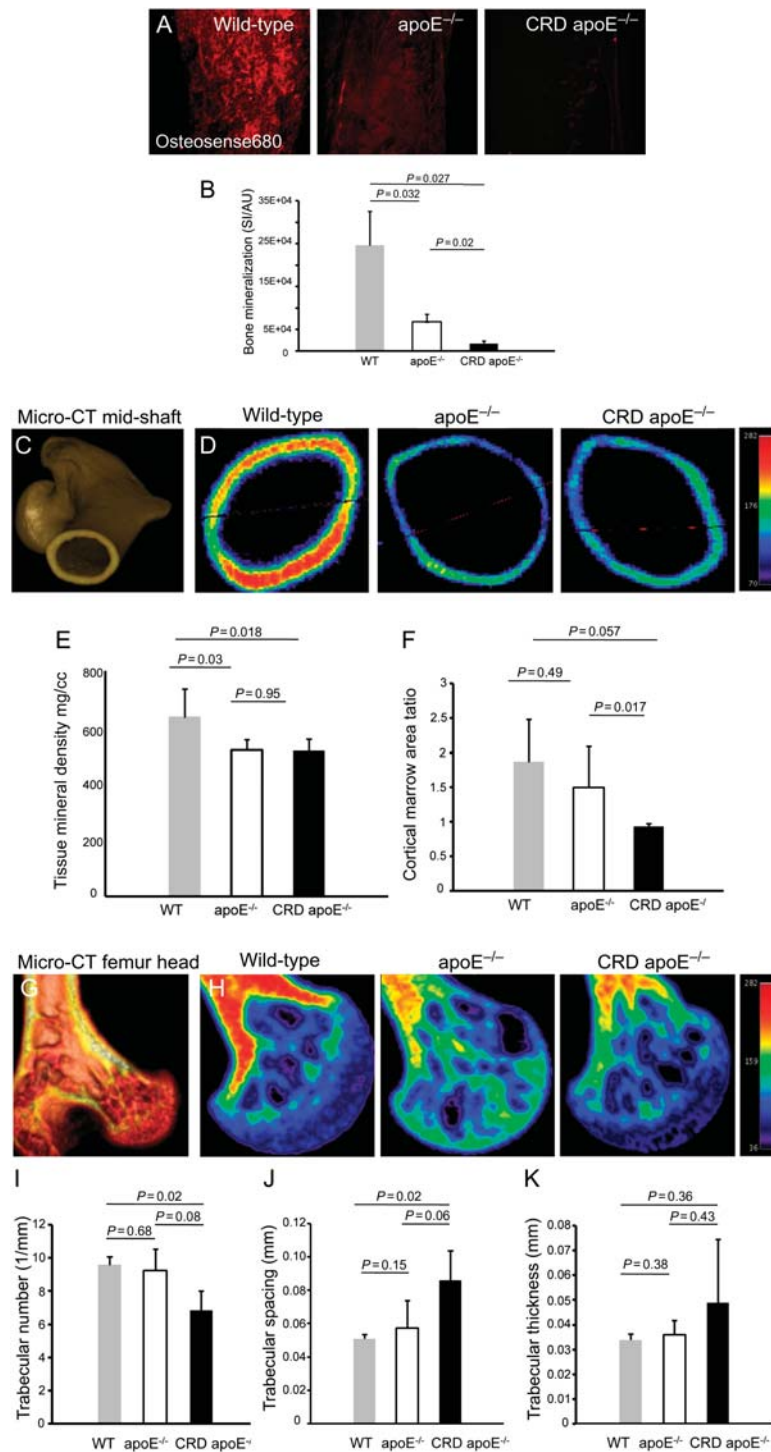 A Wild-type apoE–/– CRD apoE–/–
Osteosense680
B
P = 0.027
P = 0.032
P = 0.02
Bone mineralization (SI/AU)
35E+04
25E+04
5E+04
0
WT apoE-/- CRD apoE-/-
Micro-CT mid-shaft Wild-type apoE–/– CRD apoE–/–
C D
282
176
70
E
P = 0.018
P = 0.03
P = 0.95
Tissue mineral density mg/cc
800
600
400
200
0
WT apoE-/- CRD apoE-/-
F
P = 0.057
P = 0.49
P = 0.017
Cortical marrow area tatio
3
2.5
2
1.5
1
0.5
0
WT apoE-/- CRD apoE-/
Micro-CT femur head Wild-type apoE–/– CRD apoE–/–
G H
282
159
36
I
P = 0.02
P = 0.68
P = 0.08
Trabecular number (1/mm)
12
10
8
6
4
2
0
WT apoE-/- CRD apoE-/
J
P = 0.02
P = 0.06
P = 0.15
Trabecular spacing (mm)
0.12
0.10
0.08
0.06
0.04
0.02
0.00
WT apoE-/- CRD apoE-/-
K
P = 0.36
P = 0.43
P = 0.38
Trabecular thickness (mm)
0.08
0.07
0.06
0.05
0.04
0.03
0.02
0.01
0.00
WT apoE-/- CRD apoE-/-